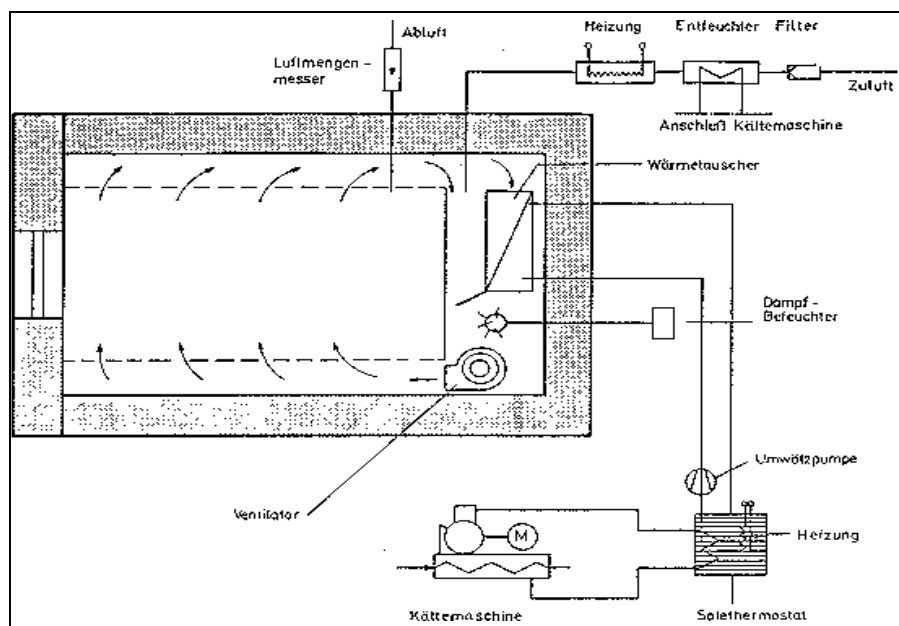 Abluft
Luftmengen-
messer
Heizung
Entfeuchter
Filter
Zuluft
Anschluß Kältemaschine
Wärmetauscher
Dampf-
Befeuchter
Umwälzpumpe
Ventilator
M
Heizung
Kältemaschine
Solethermostat